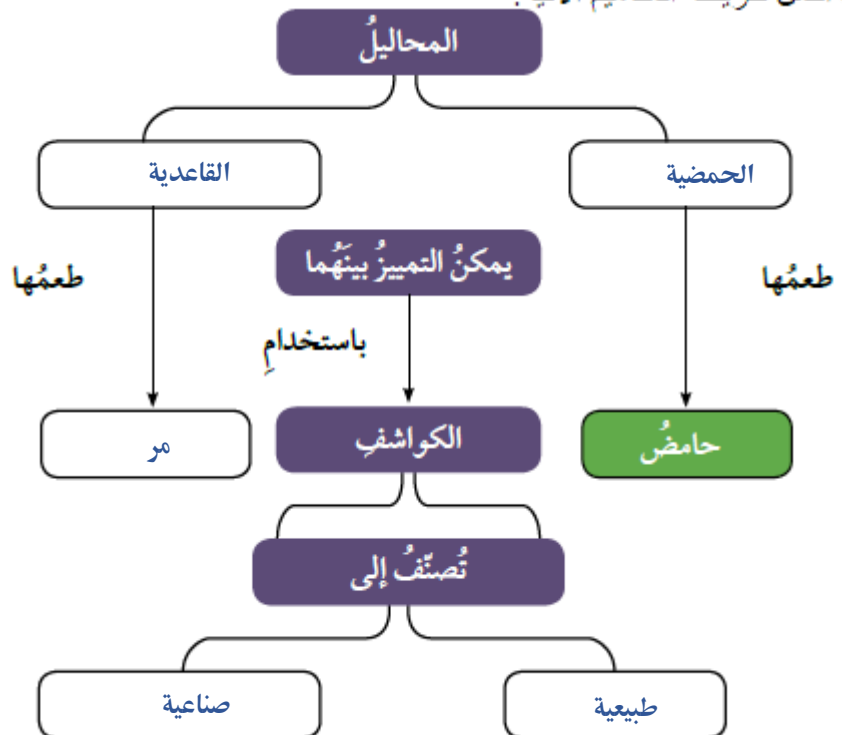 المحاليلُ
الحمضية
القاعدية
طعمُها
يمكنُ التمييزُ بينَهُما
طعمُها
باستخدامِ
حامضُ
الكواشفِ
مر
تُصنّفُ إلى
طبيعية
صناعية